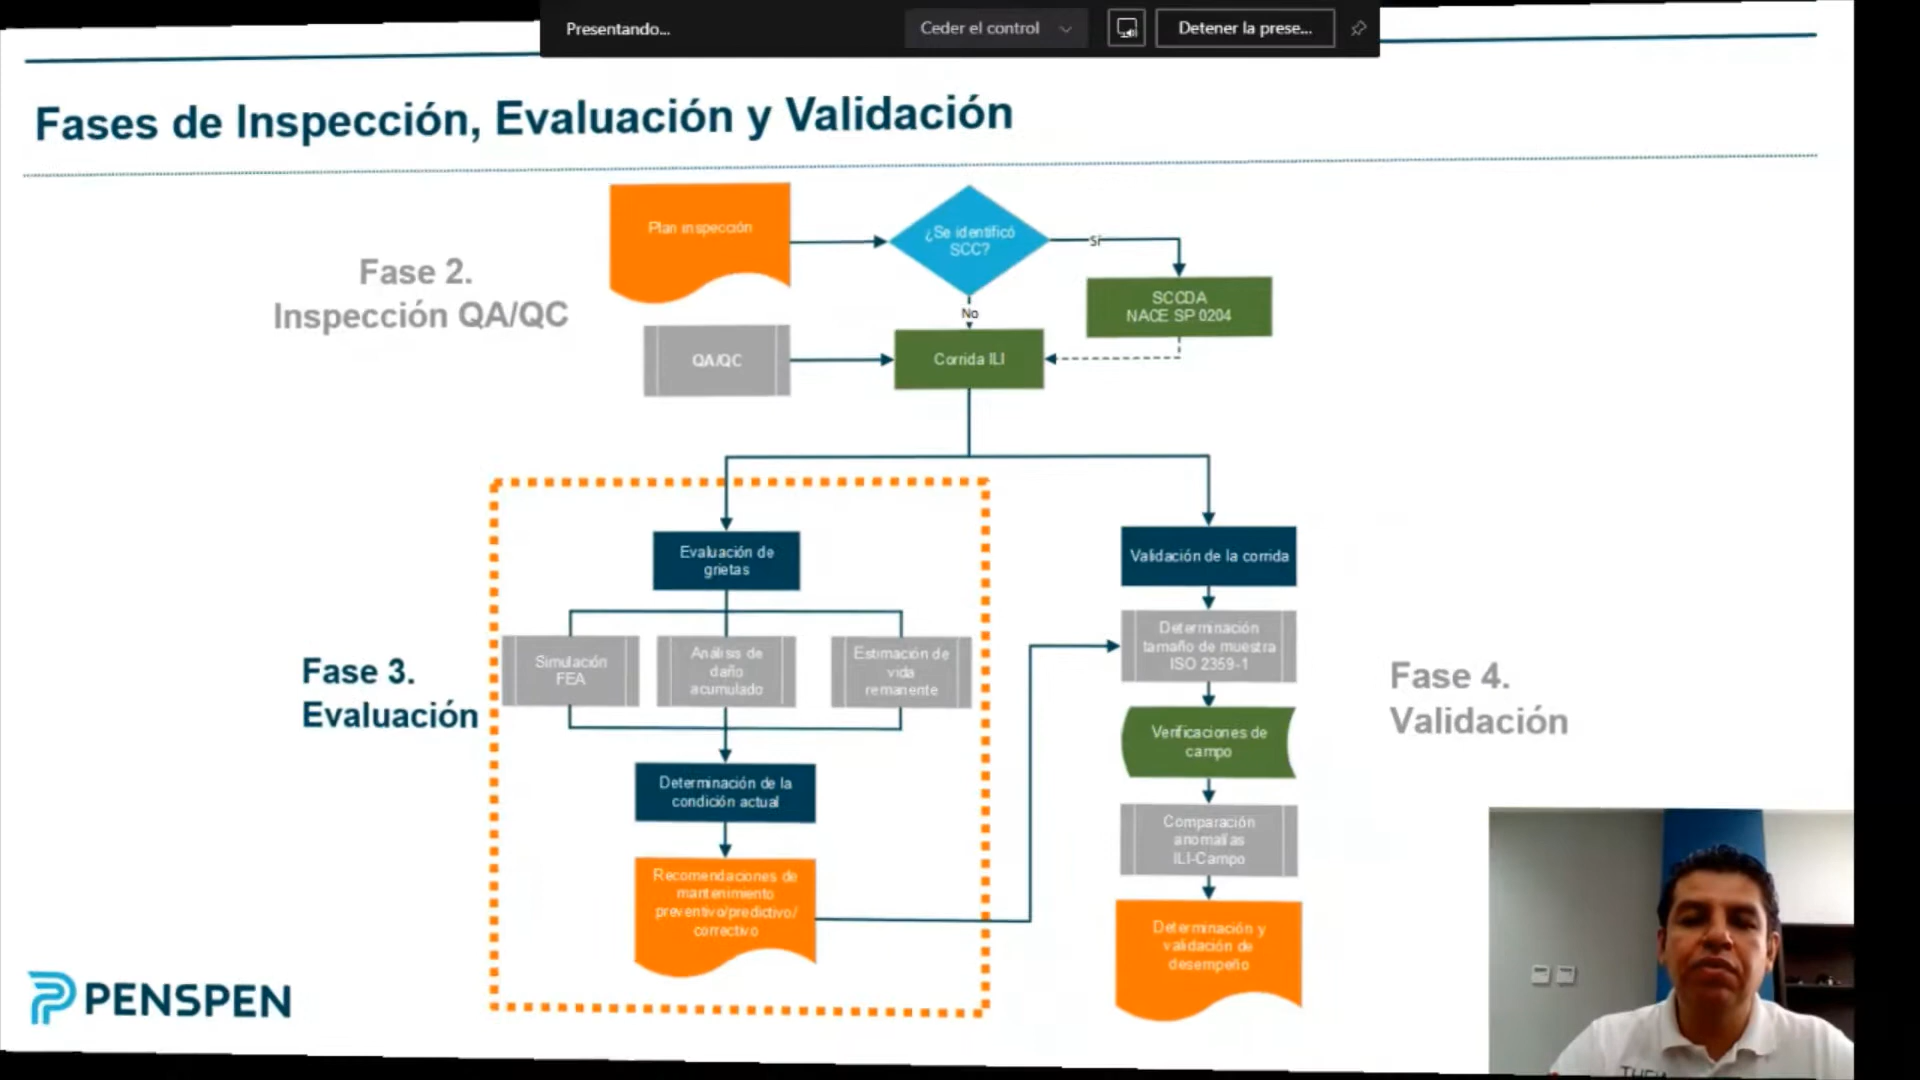 Presentando...
Ceder el control
Detener la prese...
Fases de Inspección, Evaluación y Validación
Plan inspección
¿Se identificó
SCC?
Sí
Fase 2.
Inspección QA/QC
SCCDA
NACE SP 0204
No
QA/QC
Corrida ILI
Evaluación de
grietas
Validación de la corrida
Simulación
FEA
Análisis de
daño
acumulado
Estimación de
vida
remanente
Determinación
tamaño de muestra
ISO 2359-1
Fase 3.
Evaluación
Fase 4.
Validación
Verificaciones de
campo
Determinación de la
condición actual
Comparación
anomalías
ILI-Campo
Recomendaciones de
mantenimiento
preventivo/predictivo/
correctivo
Determinación y
validación de
desempeño
PENSPEN